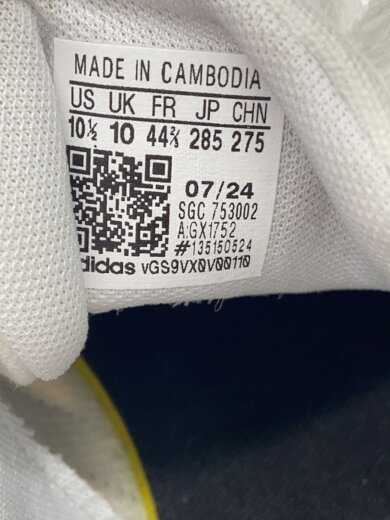 MADE IN CAMBODIA
US UK FR JP CHN
10½ 10 44⅔ 285 275
07/24
SGC 753002
A:GX1752
#135150524
adidas vGS9VX0V00110